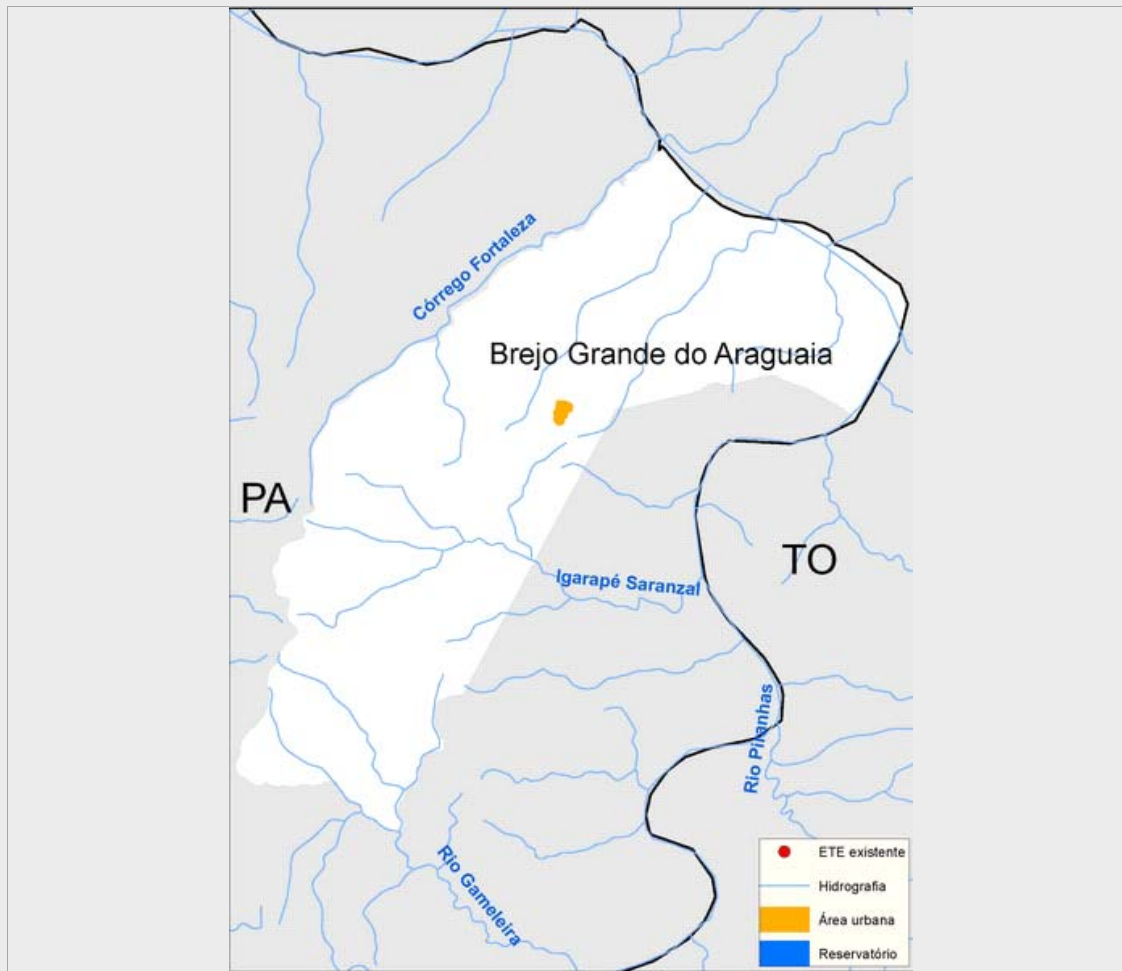 Córrego Fortaleza
Brejo Grande do Araguaia
PA
TO
Igarapé Saranzal
Rio Piranhas
Rio Gameleira
ETE existente
Hidrografia
Área urbana
Reservatório